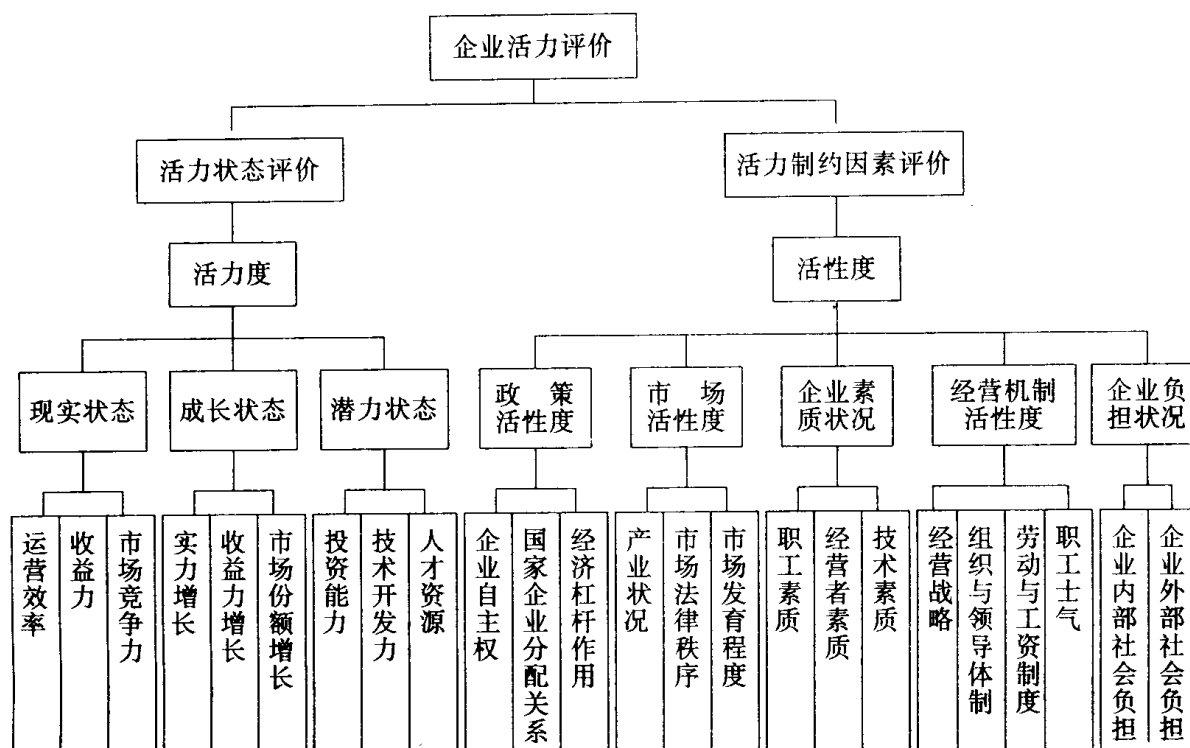 企业活力评价
活力状态评价
活力制约因素评价
活力度
活性度
现实状态
成长状态
潜力状态
政策
活性度
市场
活性度
企业素
质状况
经营机制
活性度
企业负
担状况
运营效率
收益力
市场竞争力
实力增长
收益力增长
市场份额增长
投资能力
技术开发力
人才资源
企业自主权
国家企业分配关系
经济杠杆作用
产业状况
市场法律秩序
市场发育程度
职工素质
经营者素质
技术素质
经营战略
组织与领导体制
劳动与工资制度
职工士气
企业内部社会负担
企业外部社会负担